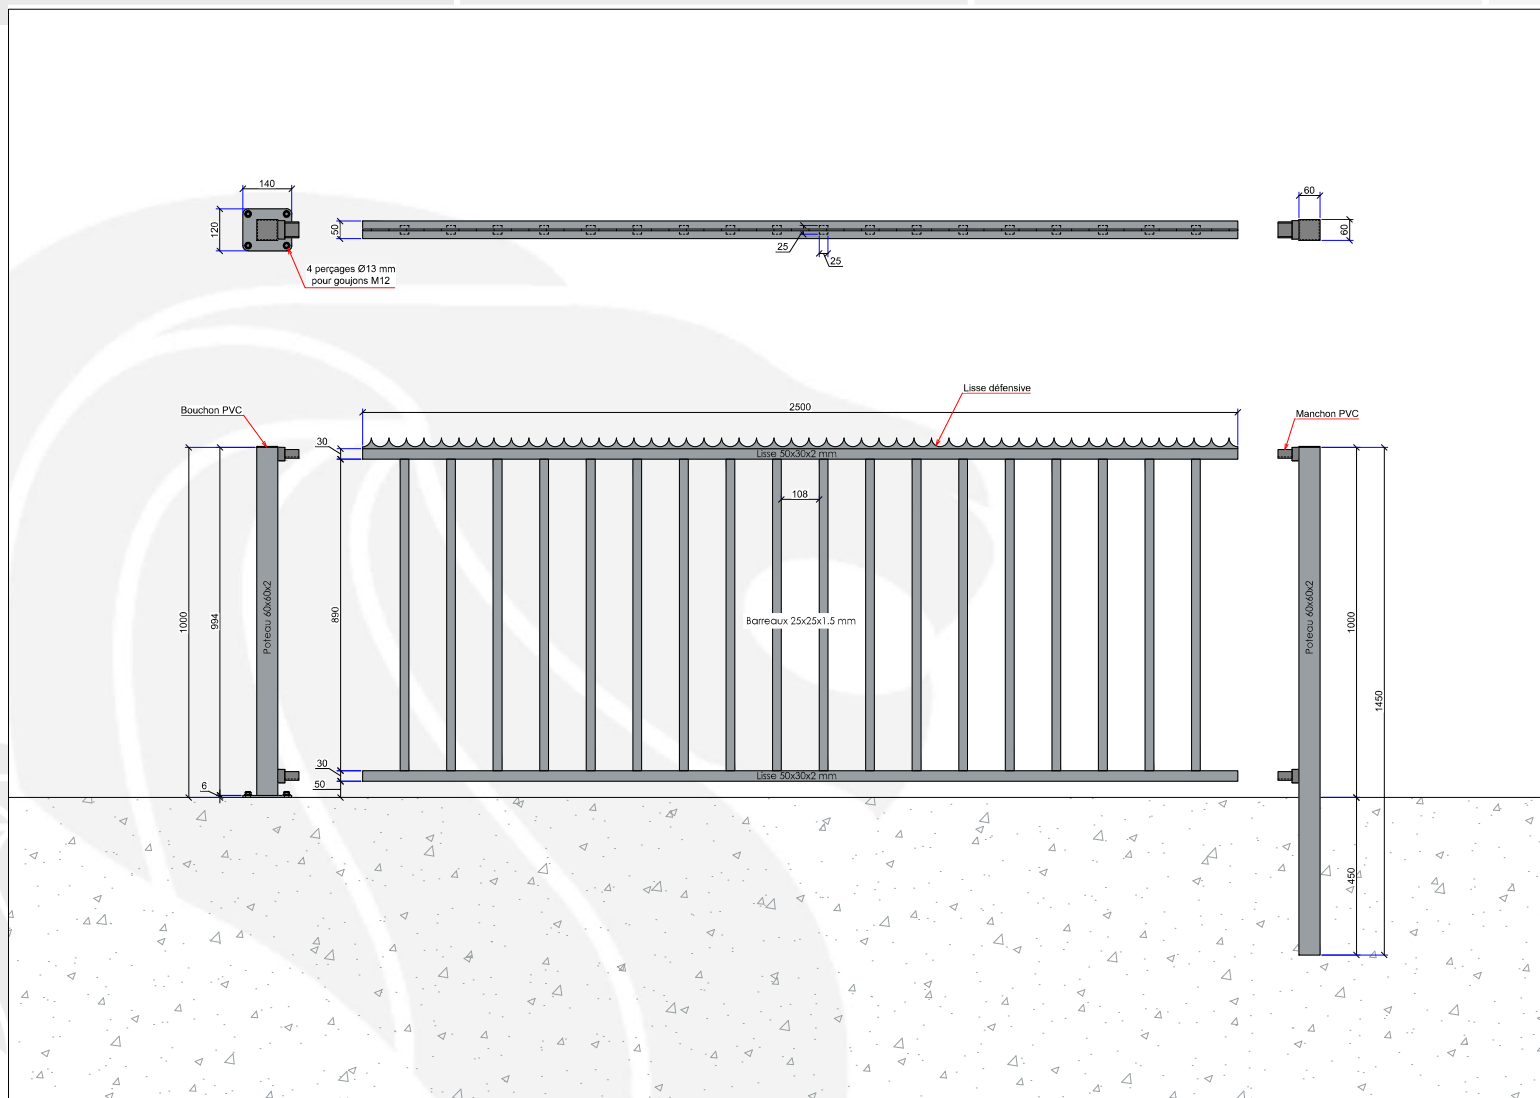 140
120
4 perçages Ø13 mm
pour goujons M12
50
25
25
60
60
Lisse défensive
Bouchon PVC
2500
Manchon PVC
30
Lisse 50x30x2 mm
108
1000
994
Poteau 60x60x2
890
Barreaux 25x25x1.5 mm
Poteau 60x60x2
1000
1450
30
Lisse 50x30x2 mm
6
50
450